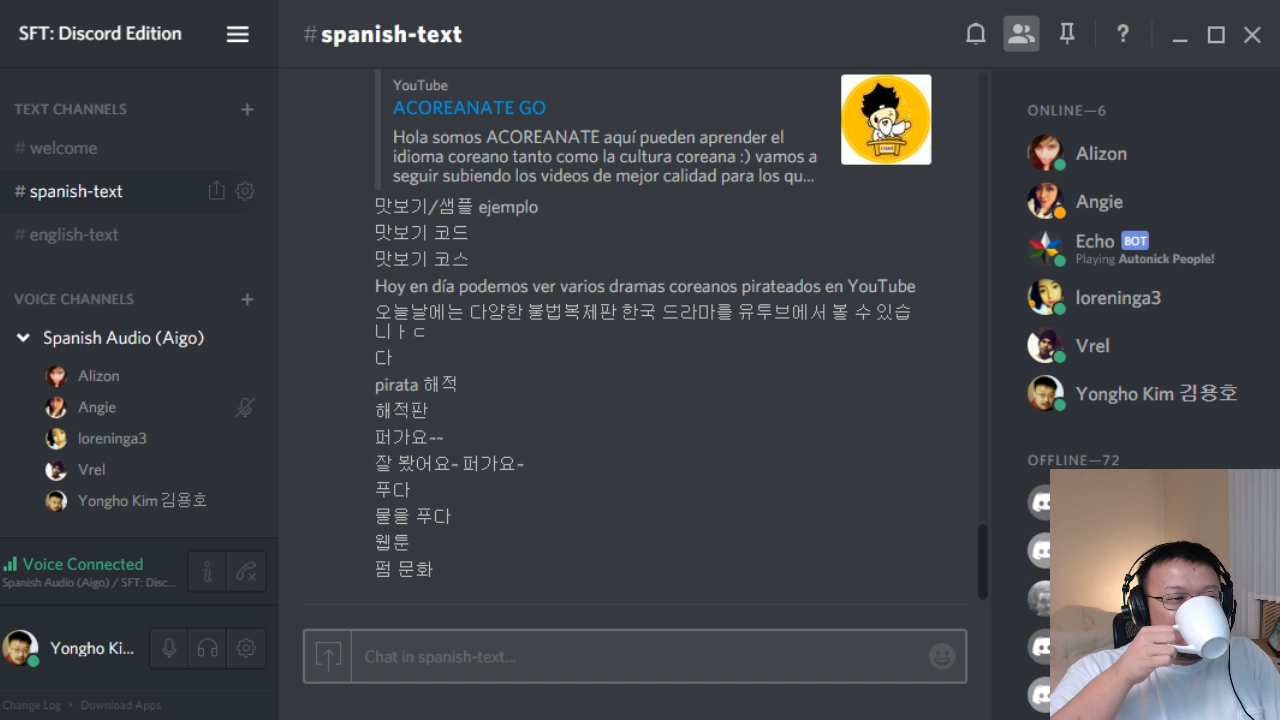 SFT: Discord Edition
TEXT CHANNELS
# welcome
# spanish-text
# english-text
VOICE CHANNELS
Spanish Audio (Aigo)
Alizon
Angie
loreninga3
Vrel
Yongho Kim 김용호
Voice Connected
Spanish Audio (Aigo) / SFT: Disc...
Yongho Ki...
Change Log • Download Apps
# spanish-text
YouTube
ACOREANATE GO
Hola somos ACOREANATE aquí pueden aprender el
idioma coreano tanto como la cultura coreana :) vamos a
seguir subiendo los videos de mejor calidad para los qu...
맛보기/샘플 ejemplo
맛보기 코드
맛보기 코스
Hoy en día podemos ver varios dramas coreanos pirateados en YouTube
오늘날에는 다양한 불법복제판 한국 드라마를 유투브에서 볼 수 있습
니ㅏㄷ
다
pirata 해적
해적판
퍼가요~~
잘 봤어요~ 퍼가요~
푸다
물을 푸다
웹툰
펌 문화
Chat in spanish-text...
ONLINE—6
Alizon
Angie
Echo BOT
Playing Autonick People!
loreninga3
Vrel
Yongho Kim 김용호
OFFLINE—72